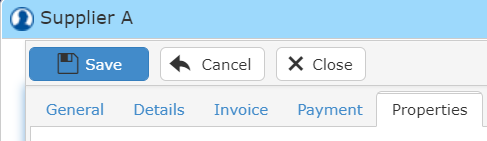 Supplier A
Save Cancel Close
General Details Invoice Payment Properties